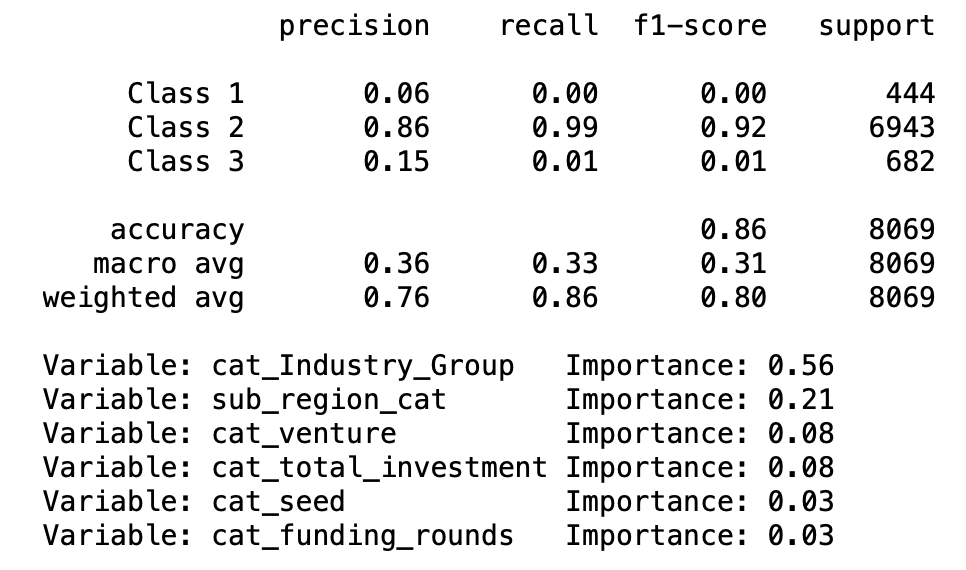 precision recall f1-score support
Class 1 0.06 0.00 0.00 444
Class 2 0.86 0.99 0.92 6943
Class 3 0.15 0.01 0.01 682
accuracy 0.86 8069
macro avg 0.36 0.33 0.31 8069
weighted avg 0.76 0.86 0.80 8069
Variable: cat_Industry_Group Importance: 0.56
Variable: sub_region_cat Importance: 0.21
Variable: cat_venture Importance: 0.08
Variable: cat_total_investment Importance: 0.08
Variable: cat_seed Importance: 0.03
Variable: cat_funding_rounds Importance: 0.03